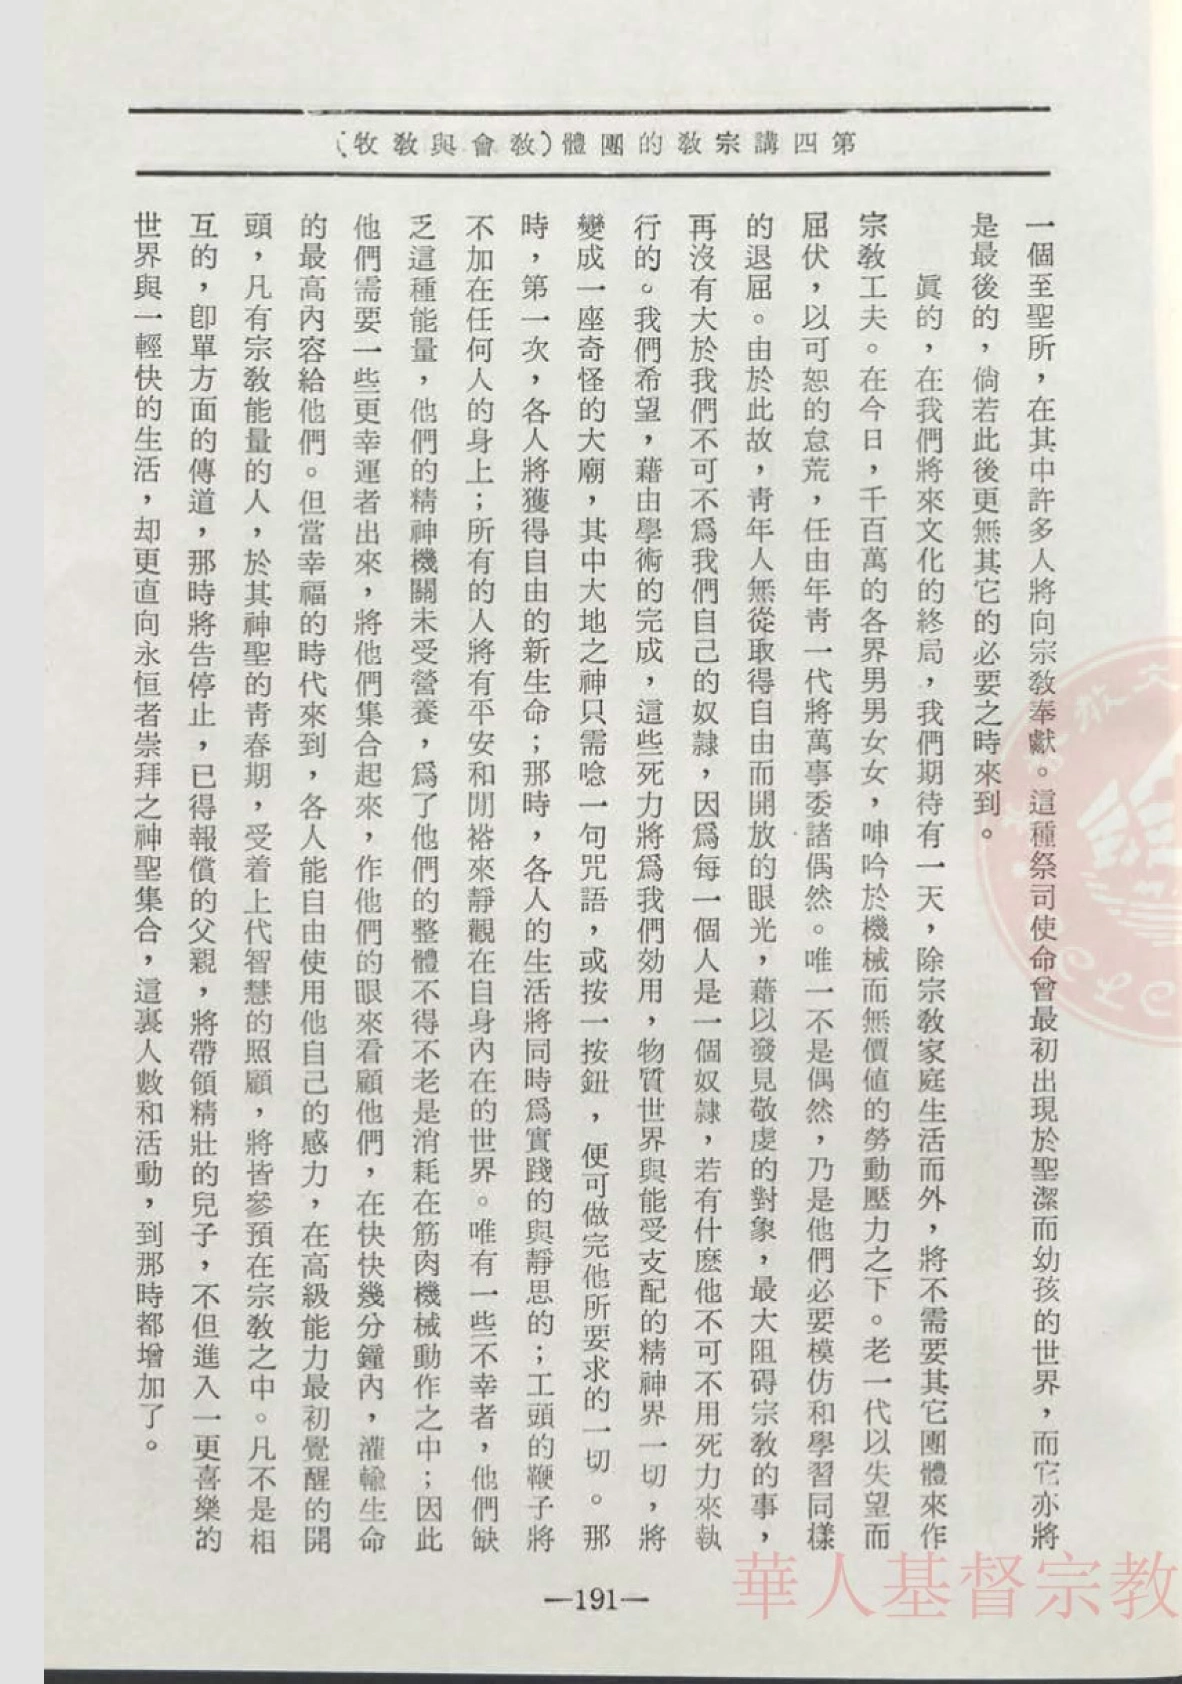 第四講宗教的團體(教會與教牧)
一個至聖所，在其中許多人將向宗教奉獻。這種祭司使命曾最初出現於聖潔而幼孩的世界，而它亦將
是最後的，倘若此後更無其它的必要之時來到。
眞的，在我們將來文化的終局，我們期待有一天，除宗教家庭生活而外，將不需要其它團體來作
宗教工夫。在今日，千百萬的各界男男女女，呻吟於機械而無價値的勞動壓力之下。老一代以失望而
屈伏，以可恕的怠荒，任由年靑一代將萬事委諸偶然。唯一不是偶然，乃是他們必要模仿和學習同樣
的退屈。由於此故，靑年人無從取得自由而開放的眼光，藉以發見敬虔的對象，最大阻碍宗教的事，
再沒有大於我們不可不爲我們自己的奴隸，因爲每一個人是一個奴隸，若有什麽他不可不用死力來執
行的。我們希望，藉由學術的完成，這些死力將爲我們効用，物質世界與能受支配的精神界一切，將
變成一座奇怪的大廟，其中大地之神只需唸一句咒語，或按一按鈕，便可做完他所要求的一切。那
時，第一次，各人將獲得自由的新生命；那時，各人的生活將同時爲實踐的與靜思的；工頭的鞭子將
不加在任何人的身上；所有的人將有平安和閒裕來靜觀在自身內在的世界。唯有一些不幸者，他們缺
乏這種能量，他們的精神機關未受營養，爲了他們的整體不得不老是消耗在筋肉機械動作之中；因此
他們需要一些更幸運者出來，將他們集合起來，作他們的眼來看顧他們，在快快幾分鐘內，灌輸生命
的最高內容給他們。但當幸福的時代來到，各人能自由使用他自己的感力，在高級能力最初覺醒的開
頭，凡有宗教能量的人，於其神聖的靑春期，受着上代智慧的照顧，將皆參預在宗教之中。凡不是相
互的，卽單方面的傳道，那時將告停止，已得報償的父親，將帶領精壯的兒子，不但進入一更喜樂的
世界與一輕快的生活，却更直向永恒者崇拜之神聖集合，這裏人數和活動，到那時都增加了。
—191—
華人基督宗教